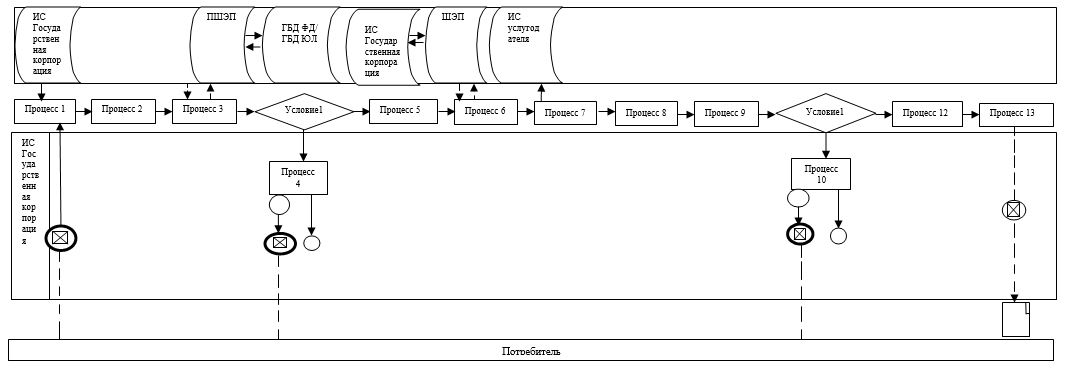 ИС
Госуда
рствен
ная
корпор
ация
ПШЭП
ГБД ФД/
ГБД ЮЛ
ИС
Государ
ственная
корпора
ция
ШЭП
ИС
услугод
ателя
Процесс 1
Процесс 2
Процесс 3
Условие1
Процесс 5
Процесс 6
Процесс 7
Процесс 8
Процесс 9
Условие1
Процесс 12
Процесс 13
ИС
Гос
уда
рств
енн
ая
кор
пор
аци
я
Процесс
4
Процесс
10
Потребитель